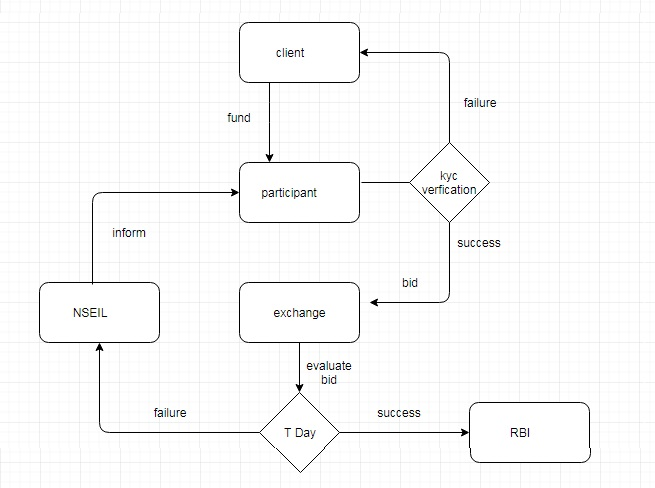 client
failure
fund
kyc
verfication
participant
inform
success
bid
NSEIL
exchange
evaluate
bid
failure
success
T Day
RBI